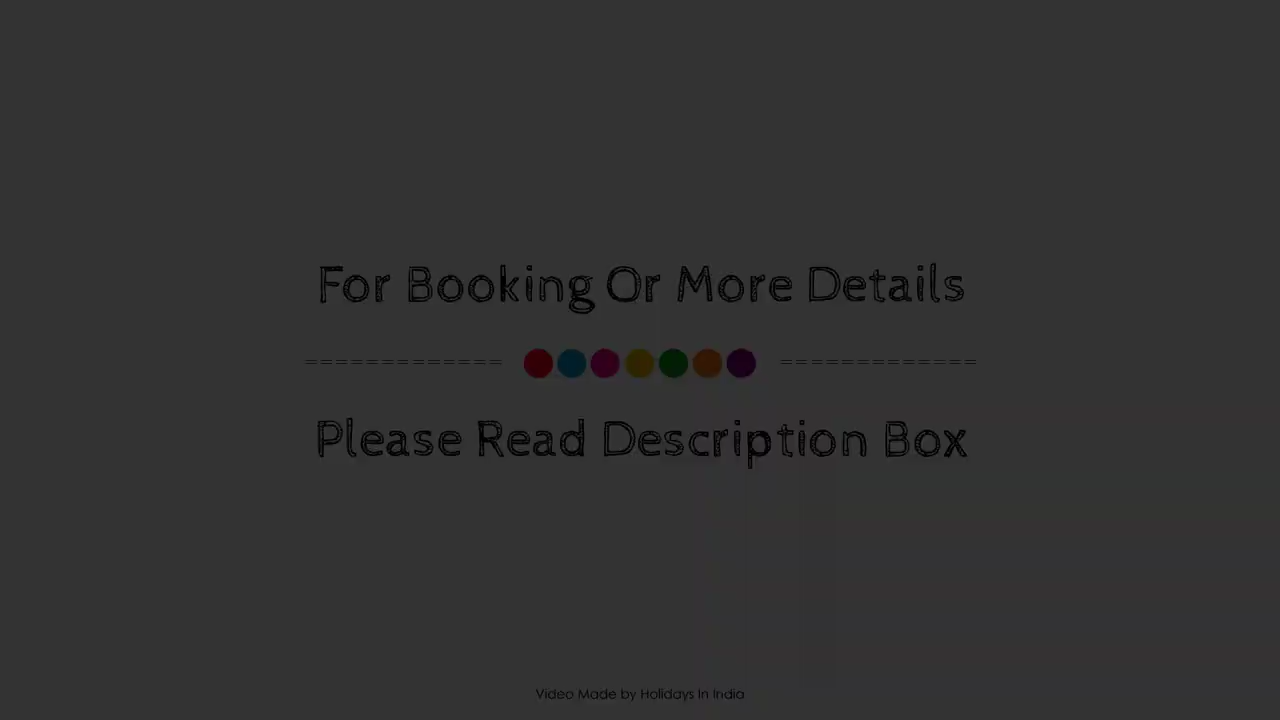 For Booking Or More Details
Please Read Description Box
Video Made by Holidays In India